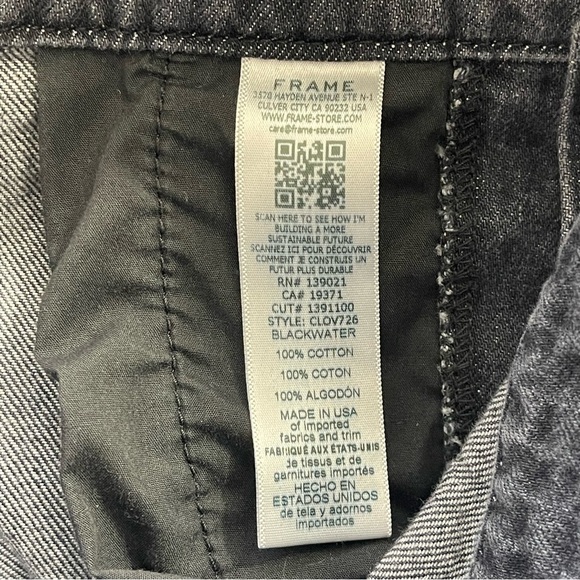 FRAME
3578 HAYDEN AVENUE STE N-1
CULVER CITY CA 90232 USA
WWW.FRAME-STORE.COM
care@frame-store.com
SCAN HERE TO SEE HOW I'M
BUILDING A MORE
SUSTAINABLE FUTURE
SCANNEZ ICI POUR DÉCOUVRIR
COMMENT JE CONSTRUIS UN
FUTUR PLUS DURABLE
RN# 139021
CA# 19371
CUT# 1391100
STYLE: CLOV726
BLACKWATER
100% COTTON
100% COTON
100% ALGODÓN
MADE IN USA
of imported
fabrics and trim
FABRIQUÉ AUX ÉTATS-UNIS
de tissus et de
garnitures importés
HECHO EN
ESTADOS UNIDOS
de tela y adornos
importados